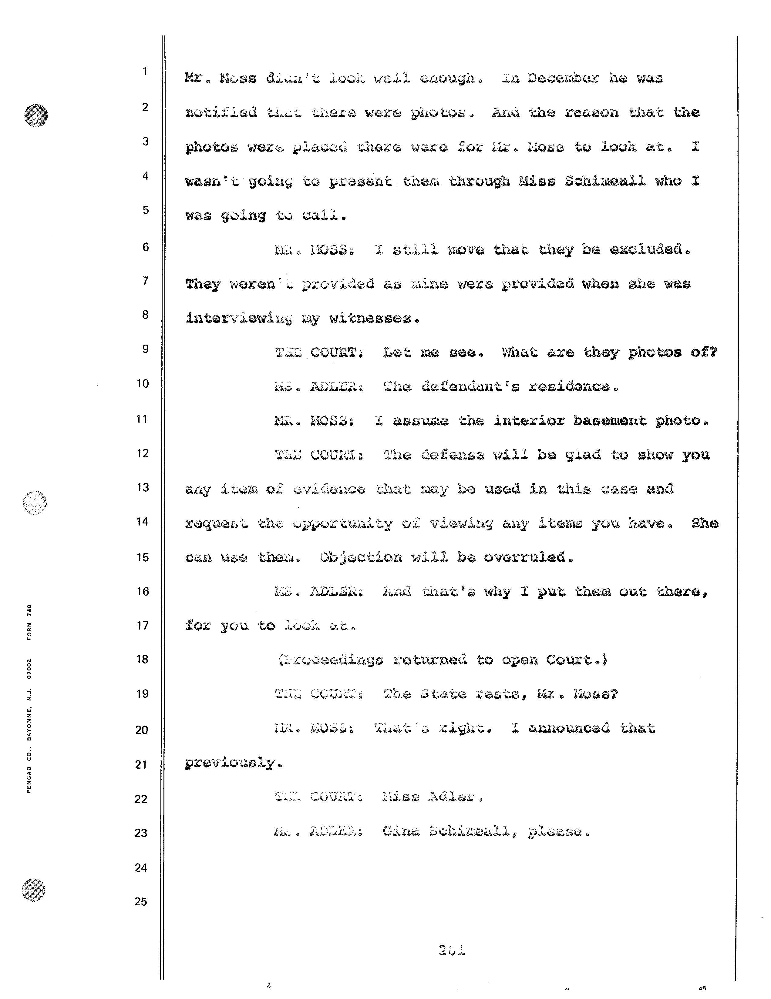 1 Mr. Moss didn't look well enough. In December he was
2 notified that there were photos. And the reason that the
3 photos were placed there were for Mr. Moss to look at. I
4 wasn't going to present them through Miss Schimeall who I
5 was going to call.
6 MR. MOSS: I still move that they be excluded.
7 They weren't provided as mine were provided when she was
8 interviewing my witnesses.
9 THE COURT: Let me see. What are they photos of?
10 MS. ADLER: The defendant's residence.
11 MR. MOSS: I assume the interior basement photo.
12 THE COURT: The defense will be glad to show you
13 any item of evidence that may be used in this case and
14 request the opportunity of viewing any items you have. She
15 can use them. Objection will be overruled.
16 MS. ADLER: And that's why I put them out there,
17 for you to look at.
18 (Proceedings returned to open Court.)
19 THE COURT: The State rests, Mr. Moss?
20 MR. MOSS: That's right. I announced that
21 previously.
22 THE COURT: Miss Adler.
23 MS. ADLER: Gina Schimeall, please.
24
25
201
PENGAD CO., BAYONNE, N.J. 07002 FORM 740